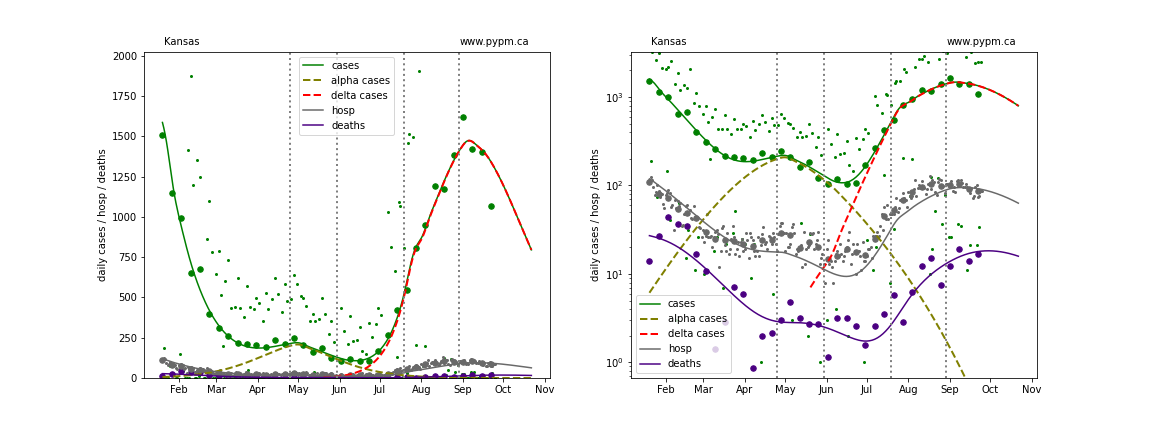 Kansas
www.pypm.ca
2000
1750
1500
1250
1000
750
500
250
0
daily cases / hosp / deaths
cases
alpha cases
delta cases
hosp
deaths
Feb Mar Apr May Jun Jul Aug Sep Oct Nov
Kansas
www.pypm.ca
10³
10²
10¹
10⁰
daily cases / hosp / deaths
cases
alpha cases
delta cases
hosp
deaths
Feb Mar Apr May Jun Jul Aug Sep Oct Nov